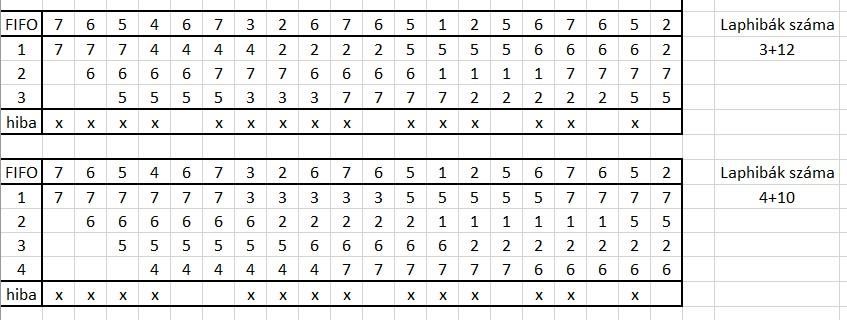 FIFO 7 6 5 4 6 7 3 2 6 7 6 5 1 2 5 6 7 6 5 2 Laphibák száma
1 7 7 7 4 4 4 4 2 2 2 2 5 5 5 5 6 6 6 6 2 3+12
2 6 6 6 6 7 7 7 6 6 6 6 1 1 1 1 7 7 7 7
3 5 5 5 5 3 3 3 7 7 7 7 2 2 2 2 2 5 5
hiba x x x x x x x x x x x x x x x
FIFO 7 6 5 4 6 7 3 2 6 7 6 5 1 2 5 6 7 6 5 2 Laphibák száma
1 7 7 7 7 7 7 3 3 3 3 3 5 5 5 5 5 7 7 7 7 4+10
2 6 6 6 6 6 6 2 2 2 2 2 1 1 1 1 1 1 5 5
3 5 5 5 5 5 5 6 6 6 6 6 2 2 2 2 2 2 2
4 4 4 4 4 4 4 7 7 7 7 7 7 6 6 6 6 6
hiba x x x x x x x x x x x x x x